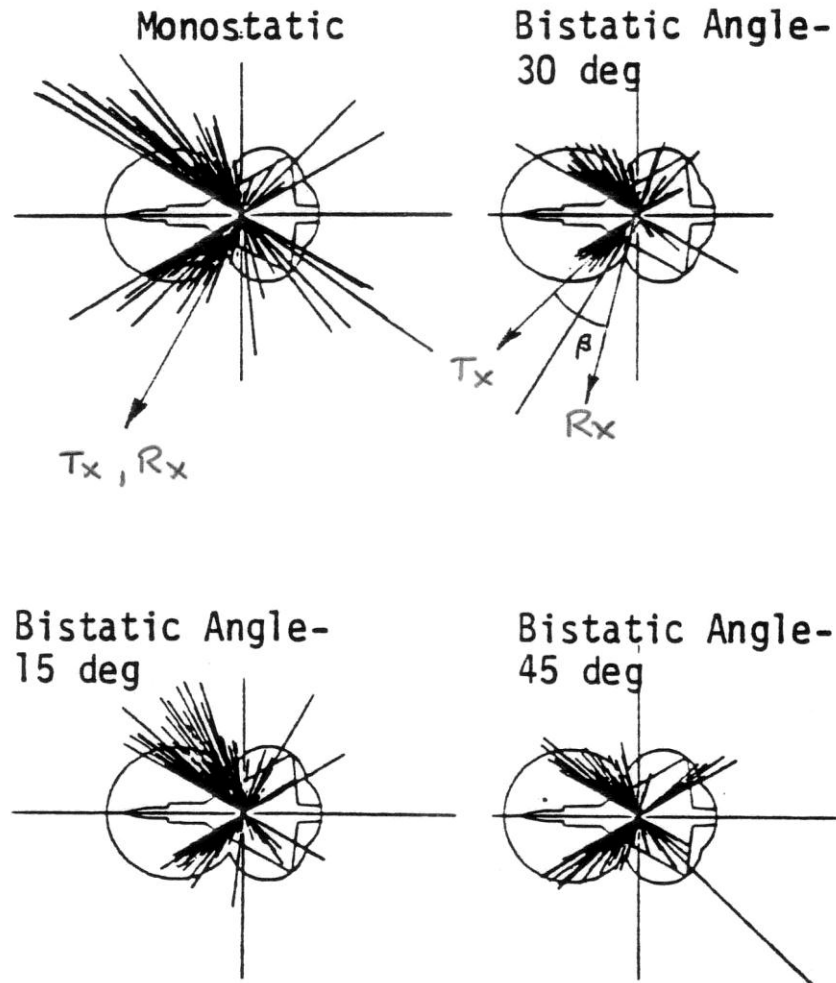 Monostatic
Bistatic Angle-
30 deg
Tx , Rx
Tx
β
Rx
Bistatic Angle-
15 deg
Bistatic Angle-
45 deg